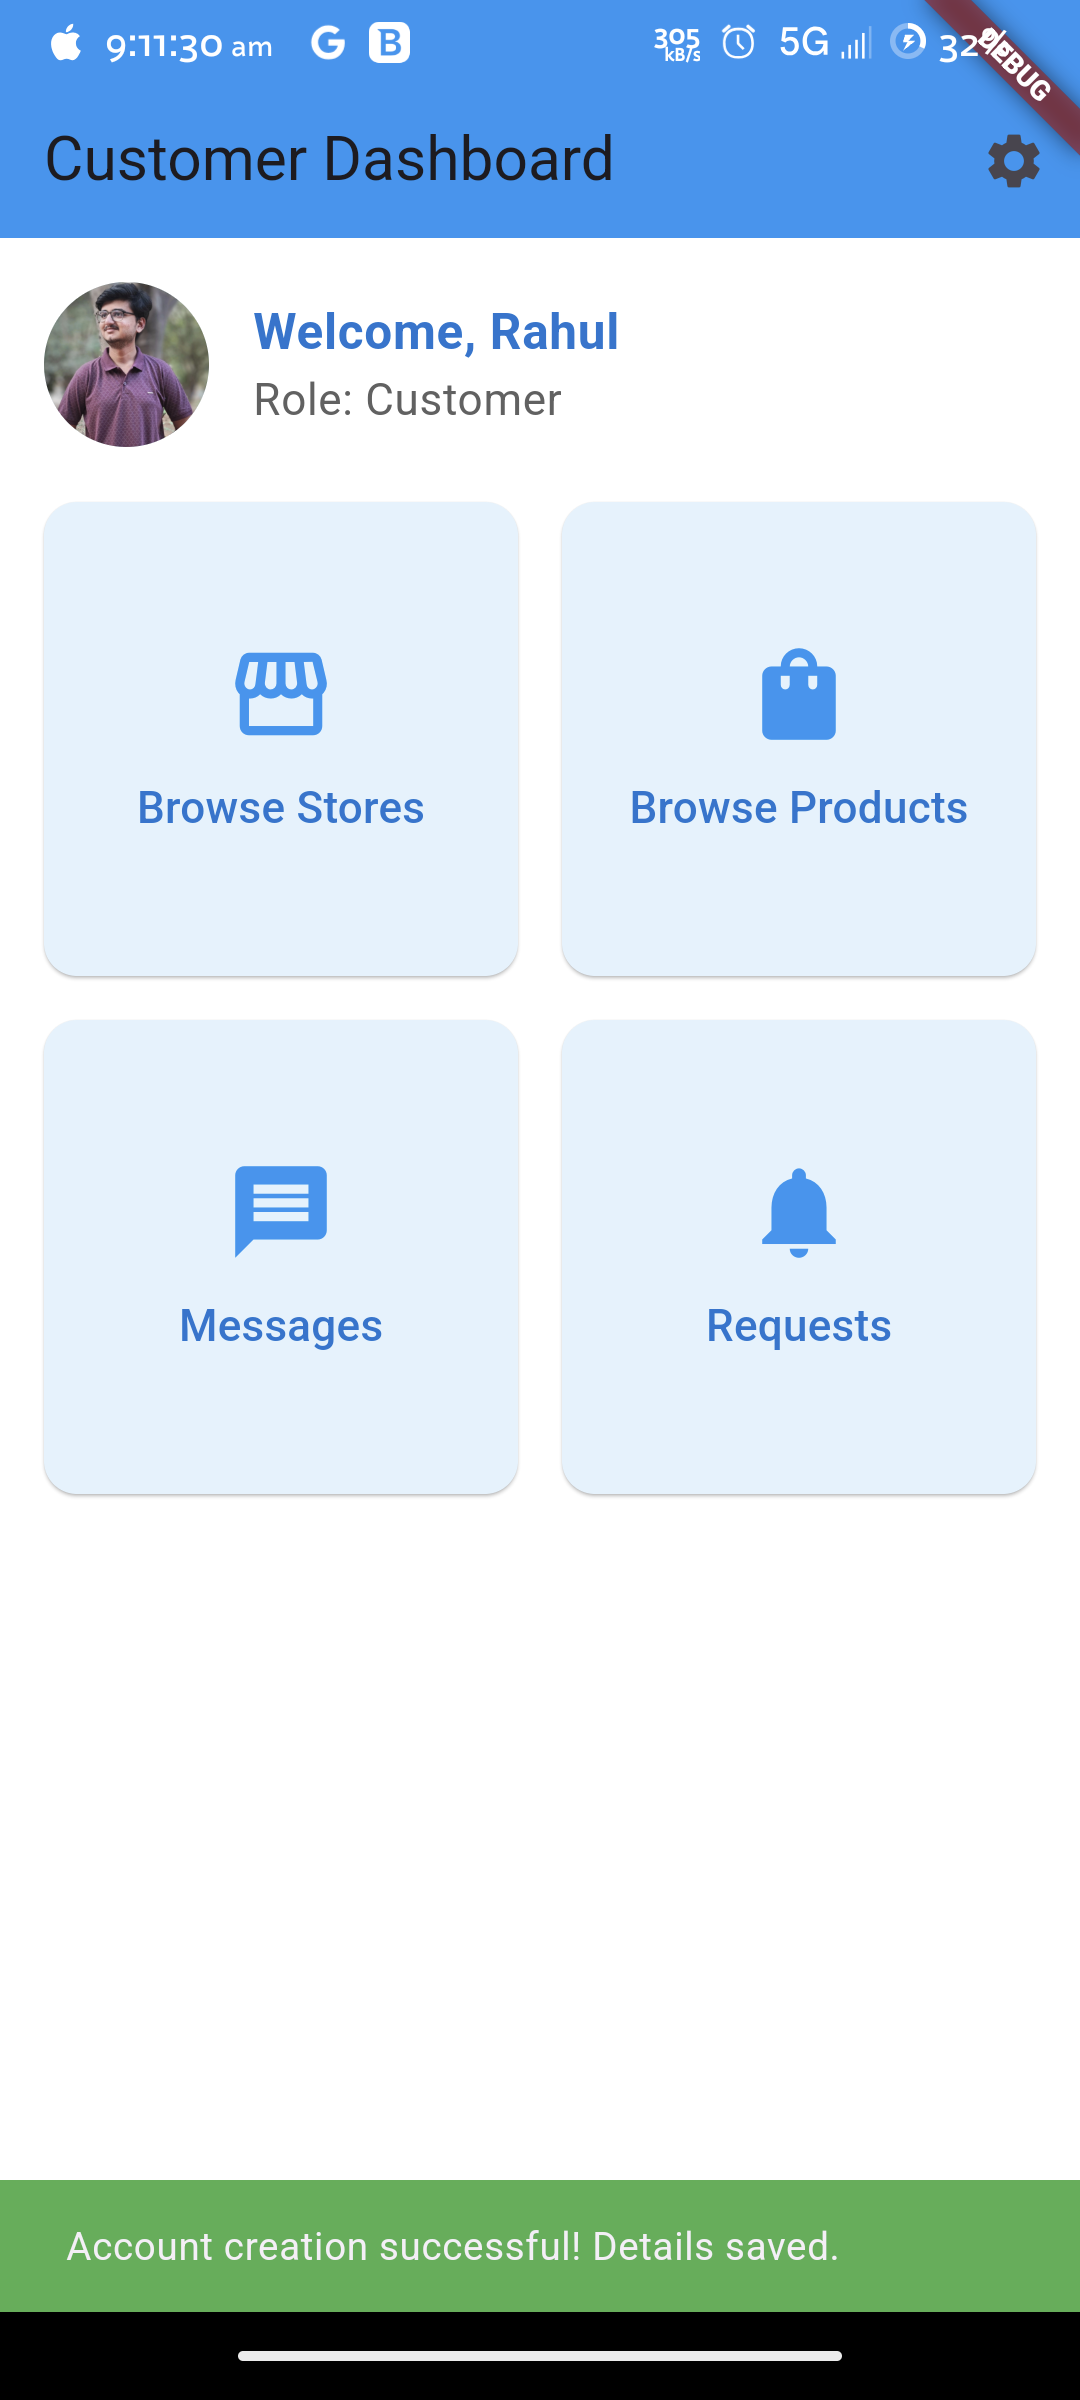 9:11:30 am G B 305 kB/s 5G 32%
DEBUG
Customer Dashboard
Welcome, Rahul
Role: Customer
Browse Stores
Browse Products
Messages
Requests
Account creation successful! Details saved.